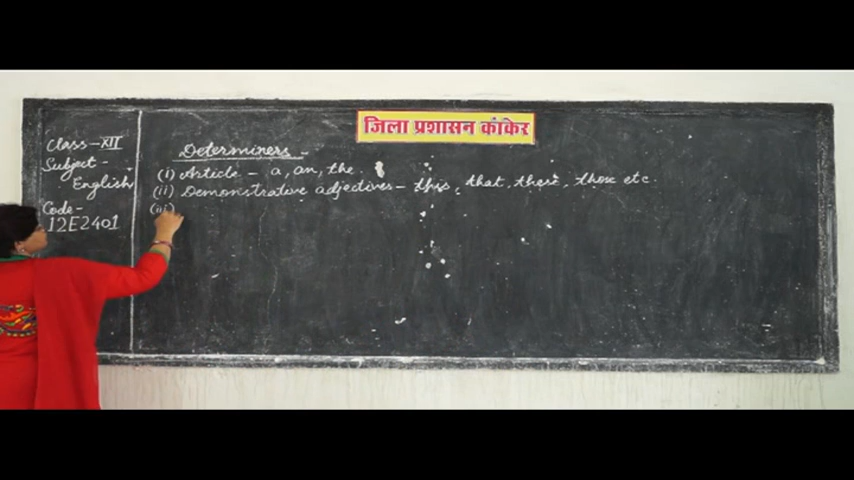 जिला प्रशासन कांकेर
Class-XII
Subject-
English
Code-
12E2401
Determiners-
(i) Article - a, an, the.
(ii) Demonstrative adjectives - this, that, these, those etc.
(iii)